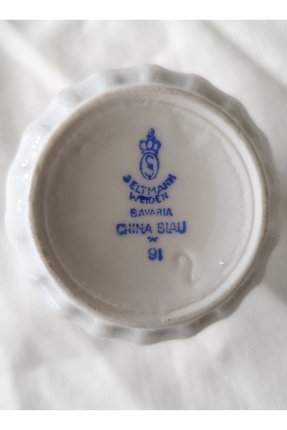 SELTMANN
WEIDEN
BAVARIA
CHINA BLAU
91